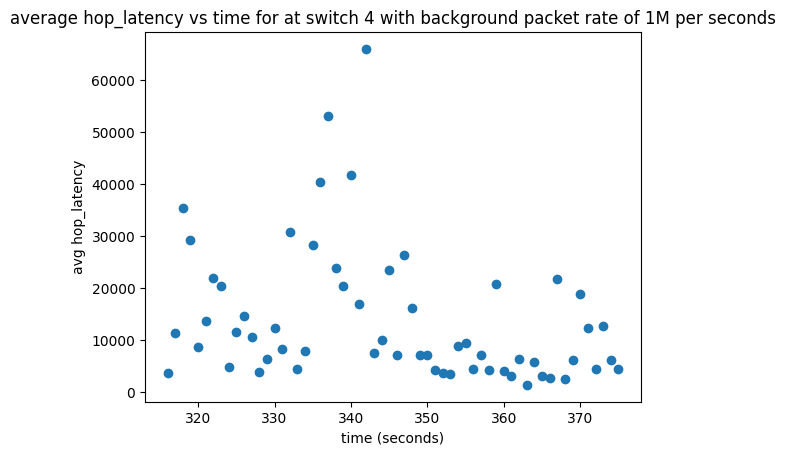 average hop_latency vs time for at switch 4 with background packet rate of 1M per seconds
60000
50000
40000
30000
20000
10000
0
avg hop_latency
320 330 340 350 360 370
time (seconds)